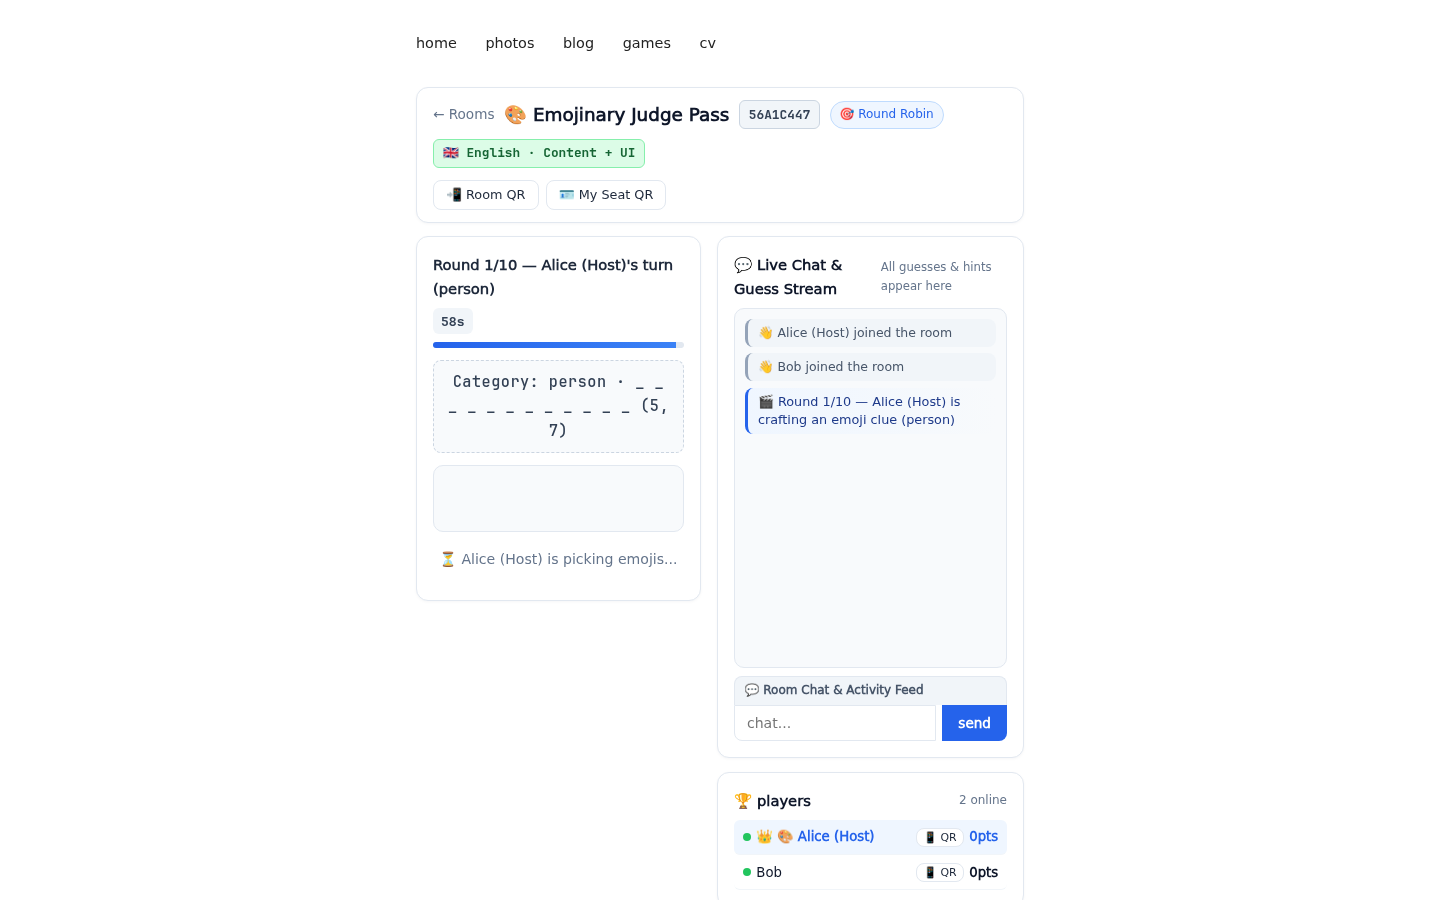 home photos blog games cv
← Rooms 🎨 Emojinary Judge Pass 56A1C447 🎯 Round Robin
🇬🇧 English · Content + UI
📲 Room QR 🪪 My Seat QR
Round 1/10 — Alice (Host)'s turn
(person)
58s
Category: person · _ _
_ _ _ _ _ _ _ _ _ _ (5,
7)
⏳ Alice (Host) is picking emojis...
💬 Live Chat &
Guess Stream
All guesses & hints
appear here
👋 Alice (Host) joined the room
👋 Bob joined the room
🎬 Round 1/10 — Alice (Host) is
crafting an emoji clue (person)
💬 Room Chat & Activity Feed
chat... send
🏆 players 2 online
👑 🎨 Alice (Host) 📱 QR 0pts
Bob 📱 QR 0pts